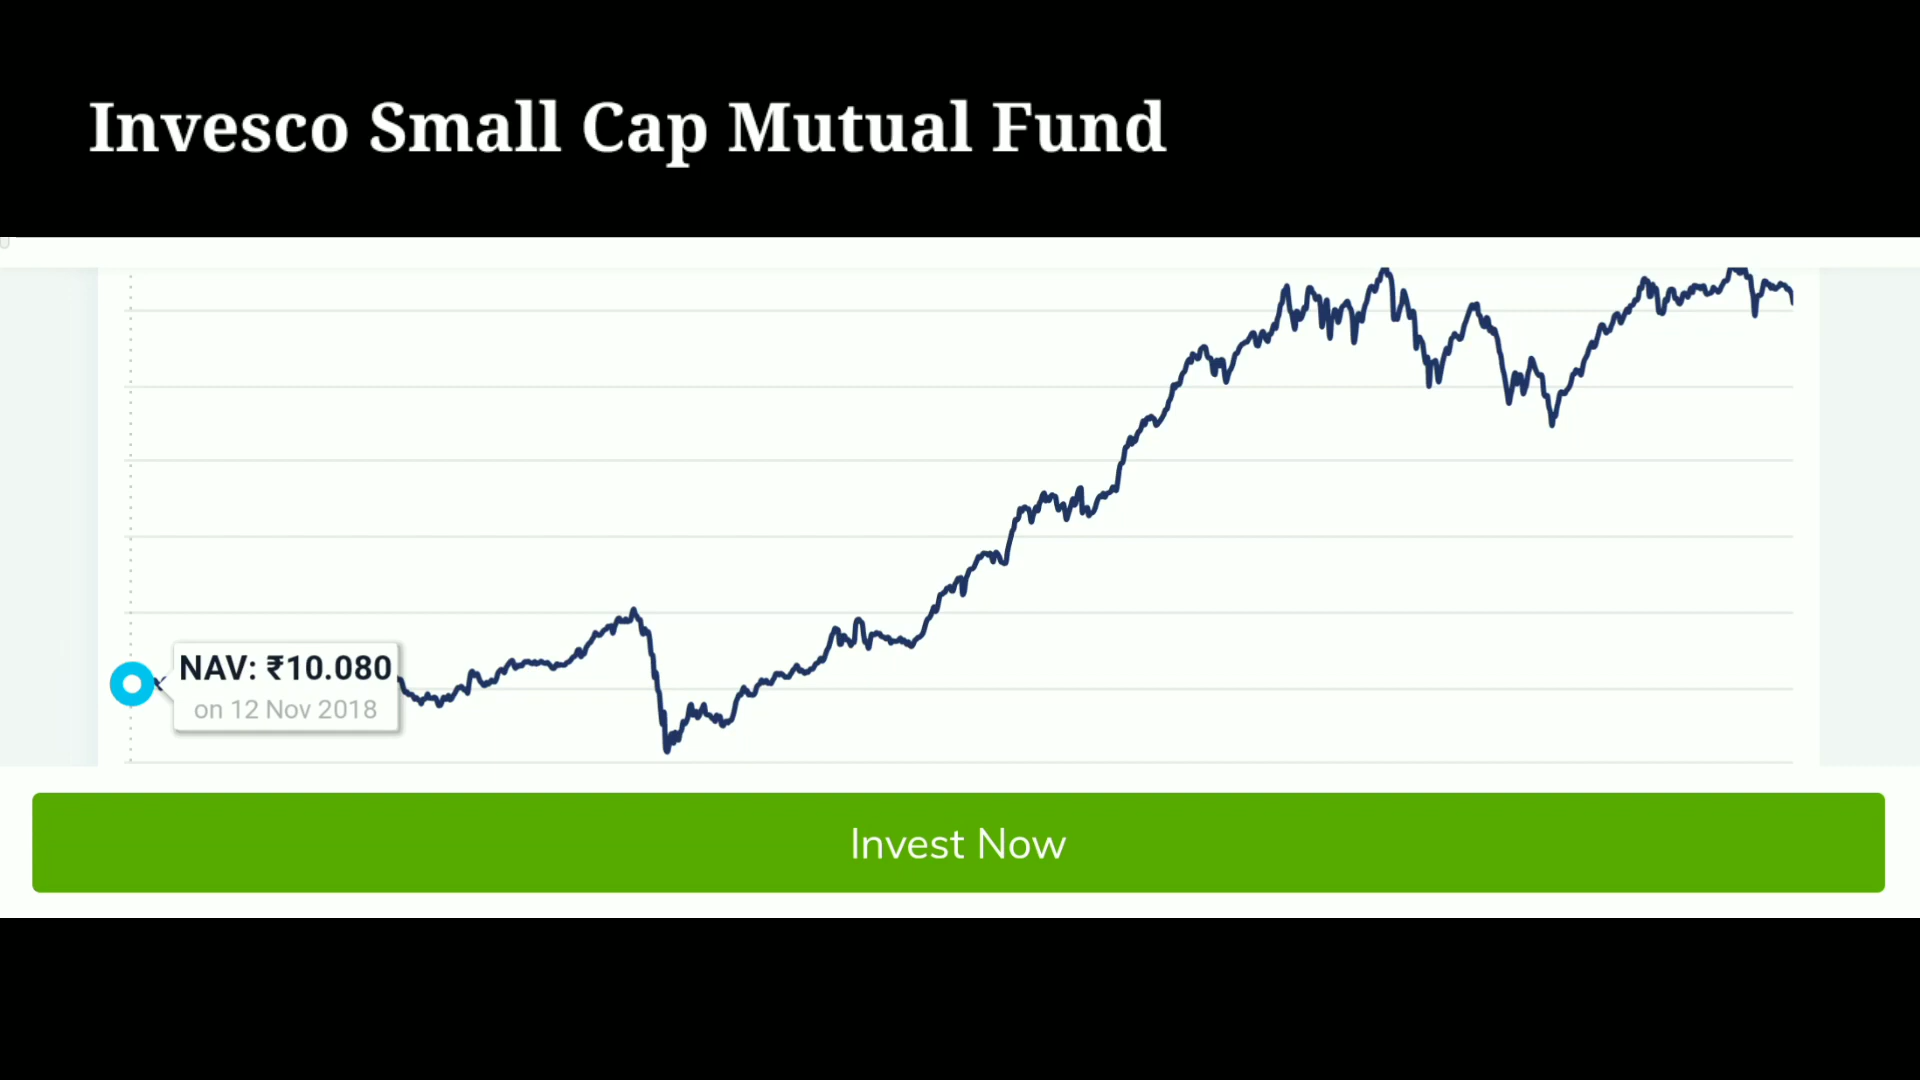 Invesco Small Cap Mutual Fund
NAV: ₹10.080
on 12 Nov 2018
Invest Now